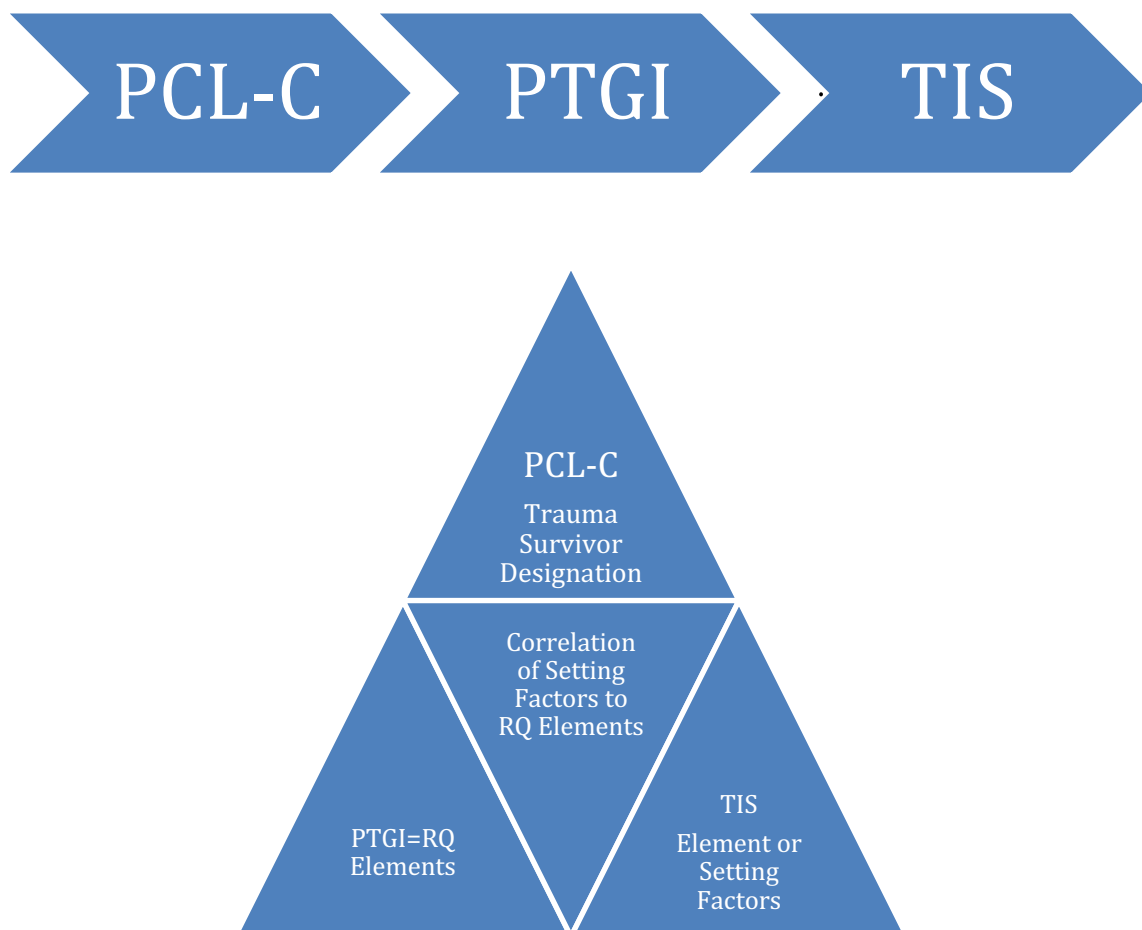 PCL-C
PTGI
TIS
PCL-C
Trauma
Survivor
Designation
Correlation
of Setting
Factors to
RQ Elements
PTGI=RQ
Elements
TIS
Element or
Setting
Factors